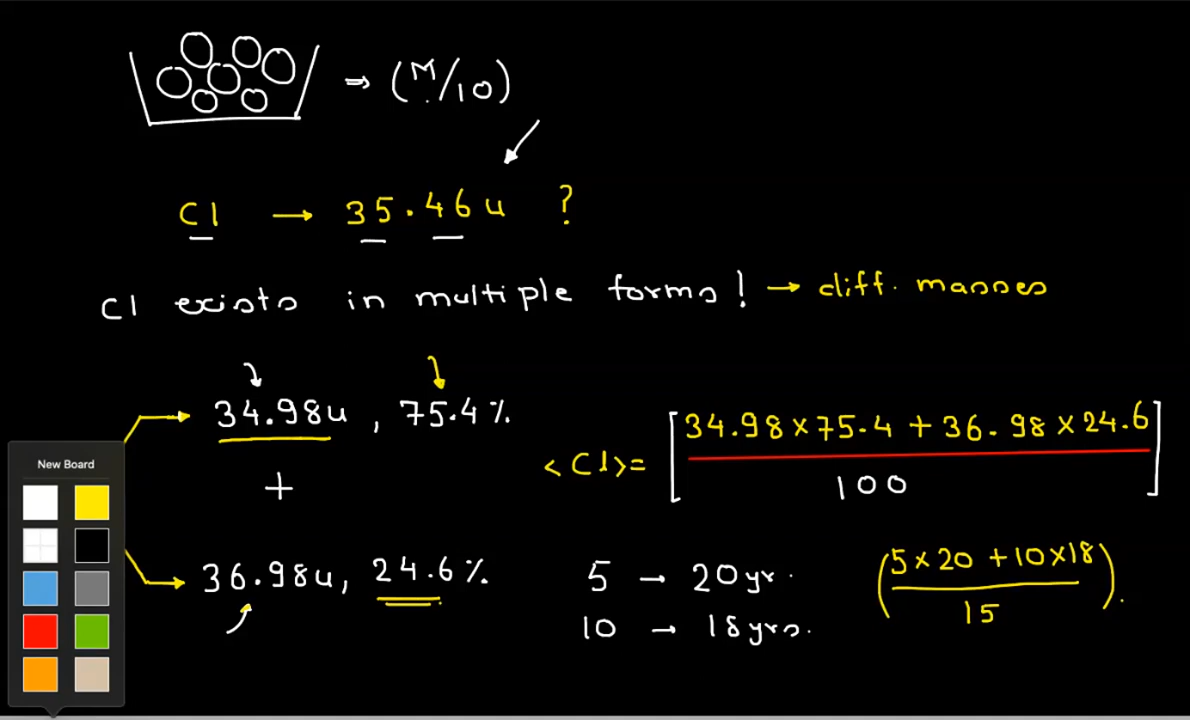 ⇒ (M/10)
Cl → 35.46u ?
Cl exists in multiple forms! → diff. masses
34.98u, 75.4%
+
36.98u, 24.6%
<Cl>= [34.98×75.4 + 36.98×24.6]
100
5 → 20yr.
10 → 18yrs.
(5×20 + 10×18)
15
New Board